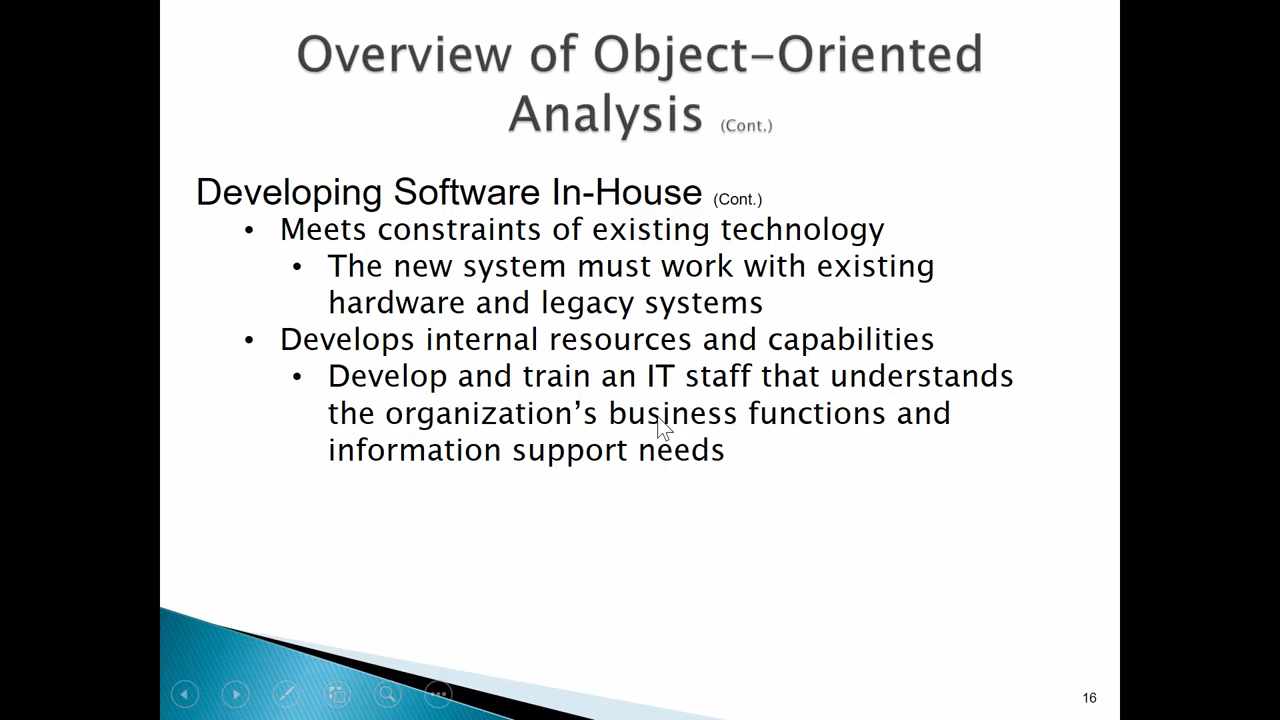 Overview of Object-Oriented
Analysis (Cont.)
Developing Software In-House (Cont.)
• Meets constraints of existing technology
• The new system must work with existing
hardware and legacy systems
• Develops internal resources and capabilities
• Develop and train an IT staff that understands
the organization’s business functions and
information support needs
16